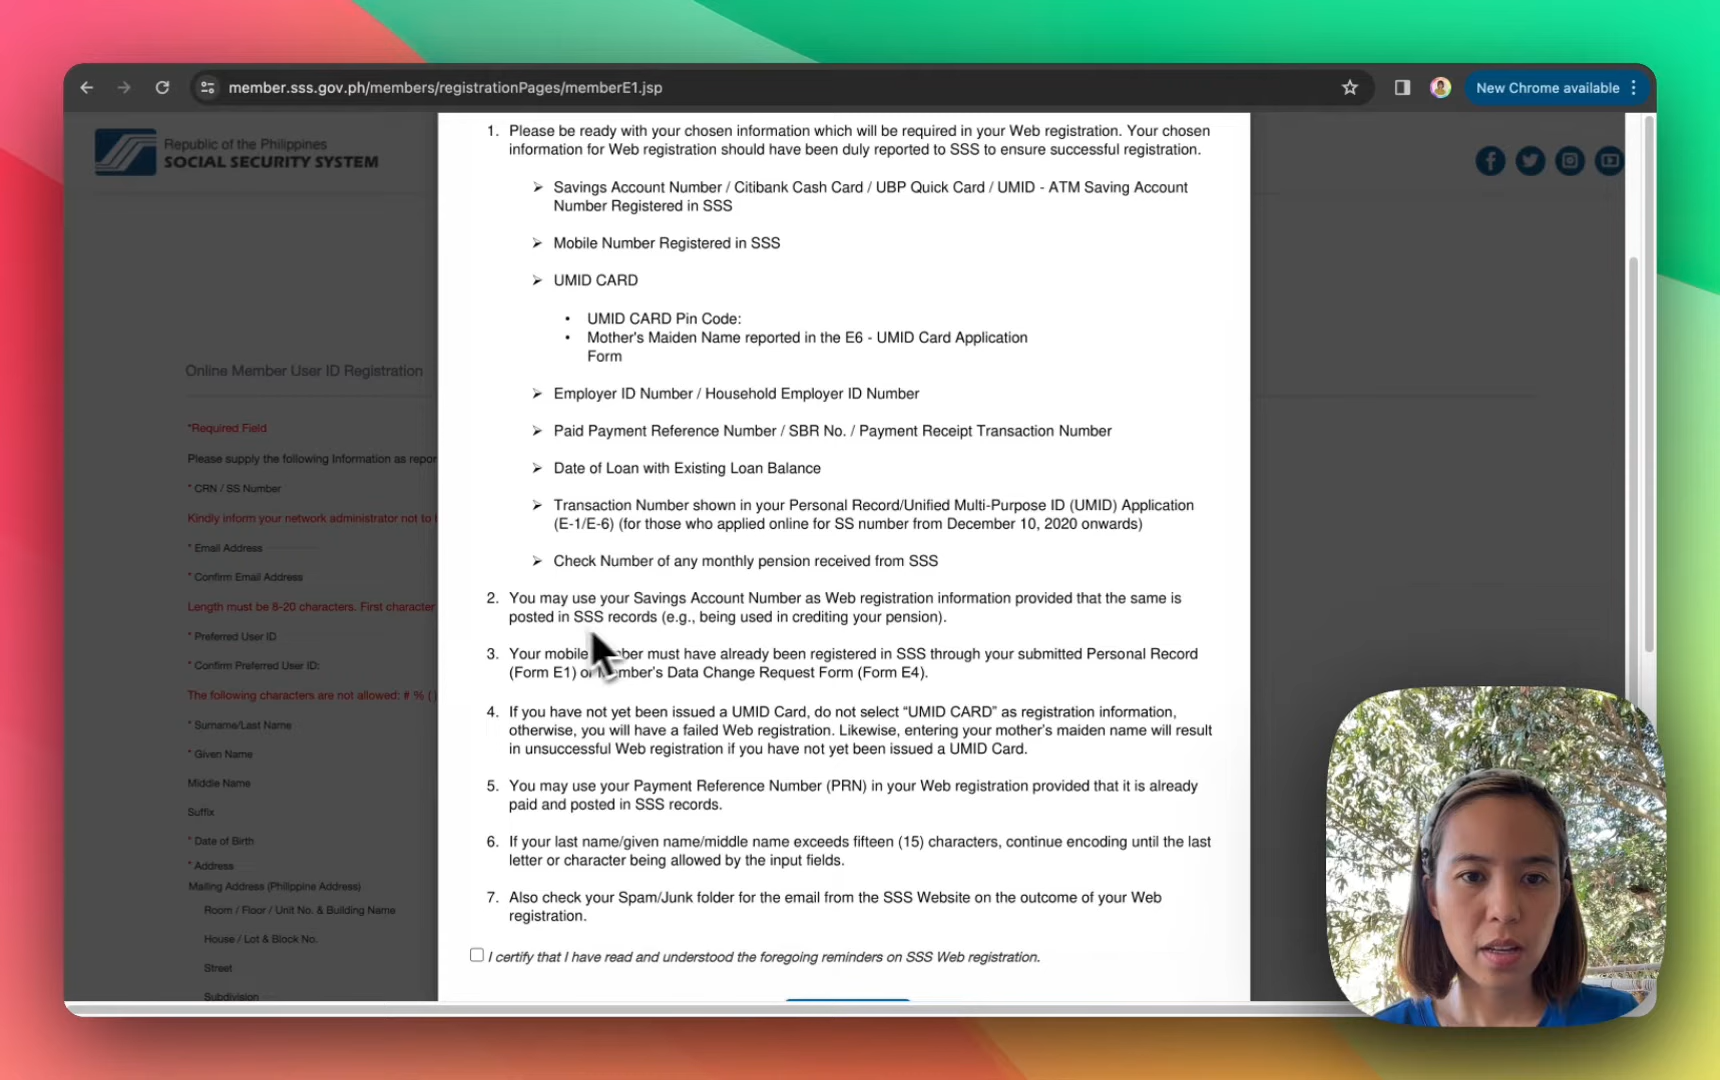 member.sss.gov.ph/members/registrationPages/memberE1.jsp
New Chrome available
Republic of the Philippines
SOCIAL SECURITY SYSTEM
1. Please be ready with your chosen information which will be required in your Web registration. Your chosen
information for Web registration should have been duly reported to SSS to ensure successful registration.
➢ Savings Account Number / Citibank Cash Card / UBP Quick Card / UMID - ATM Saving Account
Number Registered in SSS
➢ Mobile Number Registered in SSS
➢ UMID CARD
• UMID CARD Pin Code:
• Mother's Maiden Name reported in the E6 - UMID Card Application
Form
➢ Employer ID Number / Household Employer ID Number
➢ Paid Payment Reference Number / SBR No. / Payment Receipt Transaction Number
➢ Date of Loan with Existing Loan Balance
➢ Transaction Number shown in your Personal Record/Unified Multi-Purpose ID (UMID) Application
(E-1/E-6) (for those who applied online for SS number from December 10, 2020 onwards)
➢ Check Number of any monthly pension received from SSS
2. You may use your Savings Account Number as Web registration information provided that the same is
posted in SSS records (e.g., being used in crediting your pension).
3. Your mobile must have already been registered in SSS through your submitted Personal Record
(Form E1) Data Change Request Form (Form E4).
4. If you have not yet been issued a UMID Card, do not select “UMID CARD” as registration information,
otherwise, you will have a failed Web registration. Likewise, entering your mother’s maiden name will result
in unsuccessful Web registration if you have not yet been issued a UMID Card.
5. You may use your Payment Reference Number (PRN) in your Web registration provided that it is already
paid and posted in SSS records.
6. If your last name/given name/middle name exceeds fifteen (15) characters, continue encoding until the last
letter or character being allowed by the input fields.
7. Also check your Spam/Junk folder for the email from the SSS Website on the outcome of your Web
registration.
I certify that I have read and understood the foregoing reminders on SSS Web registration.
Online Member User ID Registration
*Required Field
Please supply the following Information as
* CRN / SS Number
Kindly inform your network administrator not to
* Email Address
* Confirm Email Address
Length must be 8-20 characters. First character
* Preferred User ID
* Confirm Preferred User ID:
The following characters are not allowed: # % (
* Surname/Last Name
* Given Name
Middle Name
Suffix
* Date of Birth
* Address
Mailing Address (Philippine Address)
Room / Floor / Unit No. & Building Name
House / Lot & Block No.
Street
Subdivision